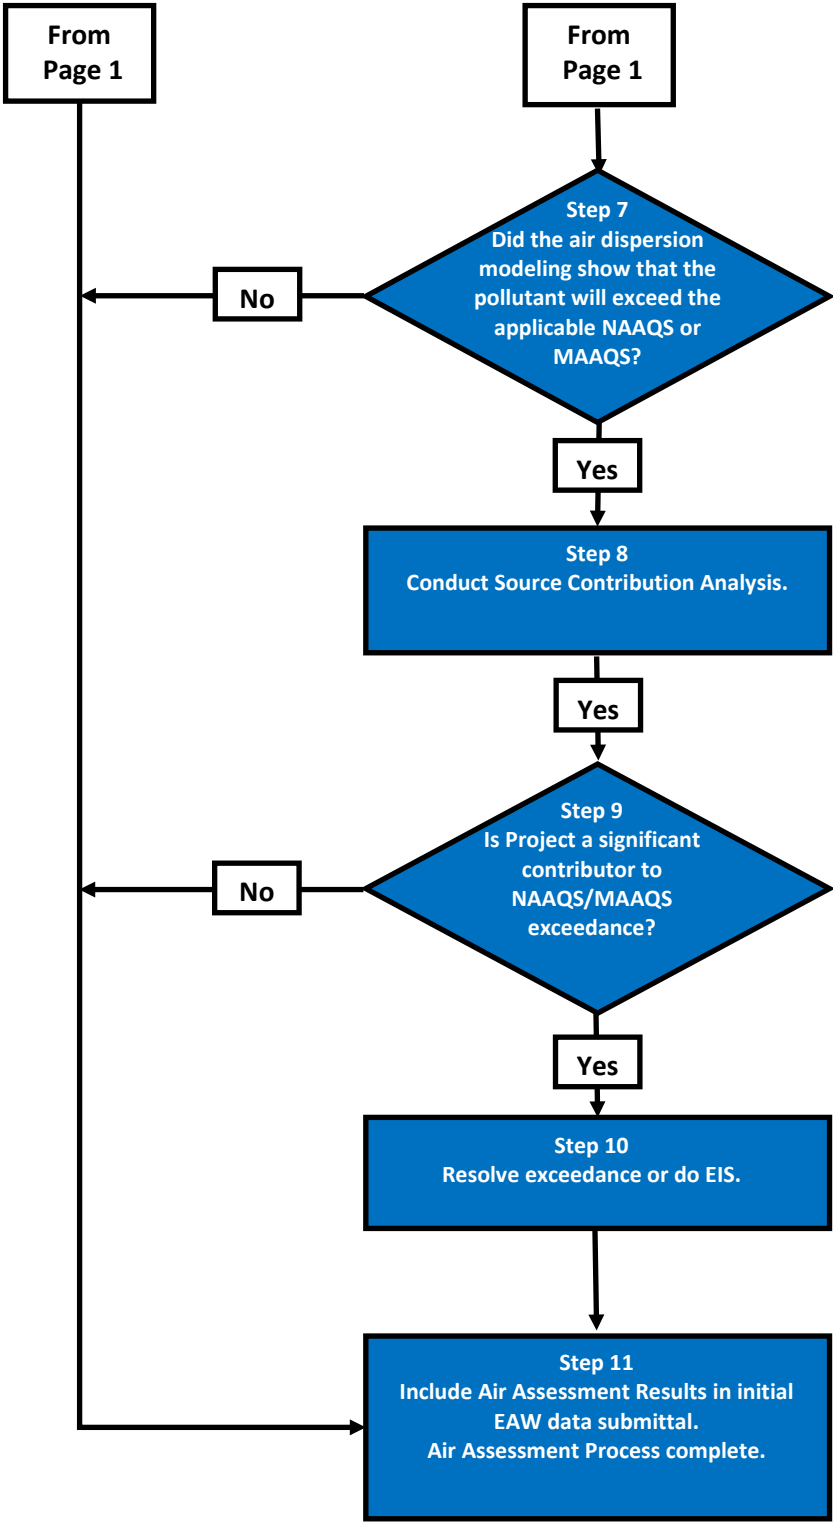 From
Page 1
From
Page 1
Step 7
Did the air dispersion
modeling show that the
pollutant will exceed the
applicable NAAQS or
MAAQS?
No
Yes
Step 8
Conduct Source Contribution Analysis.
Yes
Step 9
Is Project a significant
contributor to
NAAQS/MAAQS
exceedance?
No
Yes
Step 10
Resolve exceedance or do EIS.
Step 11
Include Air Assessment Results in initial
EAW data submittal.
Air Assessment Process complete.